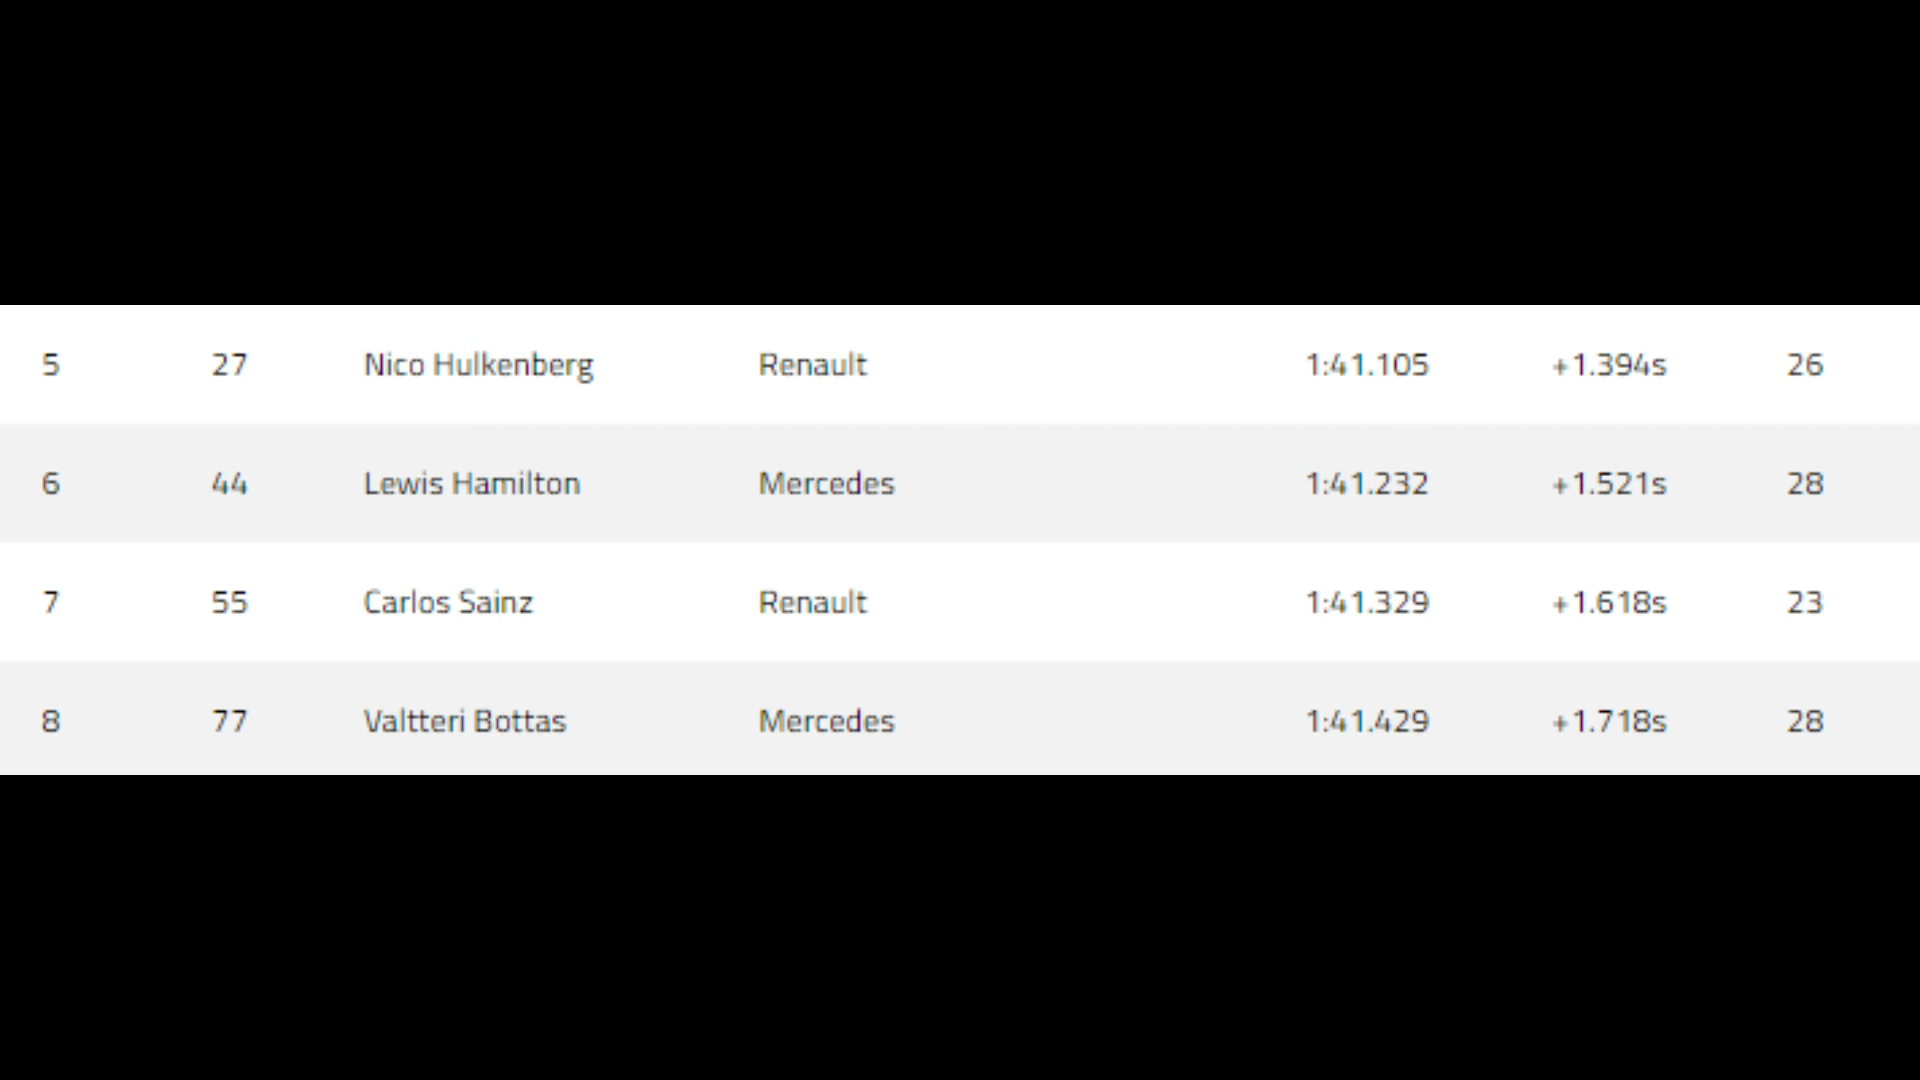 5 27 Nico Hulkenberg Renault 1:41.105 +1.394s 26
6 44 Lewis Hamilton Mercedes 1:41.232 +1.521s 28
7 55 Carlos Sainz Renault 1:41.329 +1.618s 23
8 77 Valtteri Bottas Mercedes 1:41.429 +1.718s 28